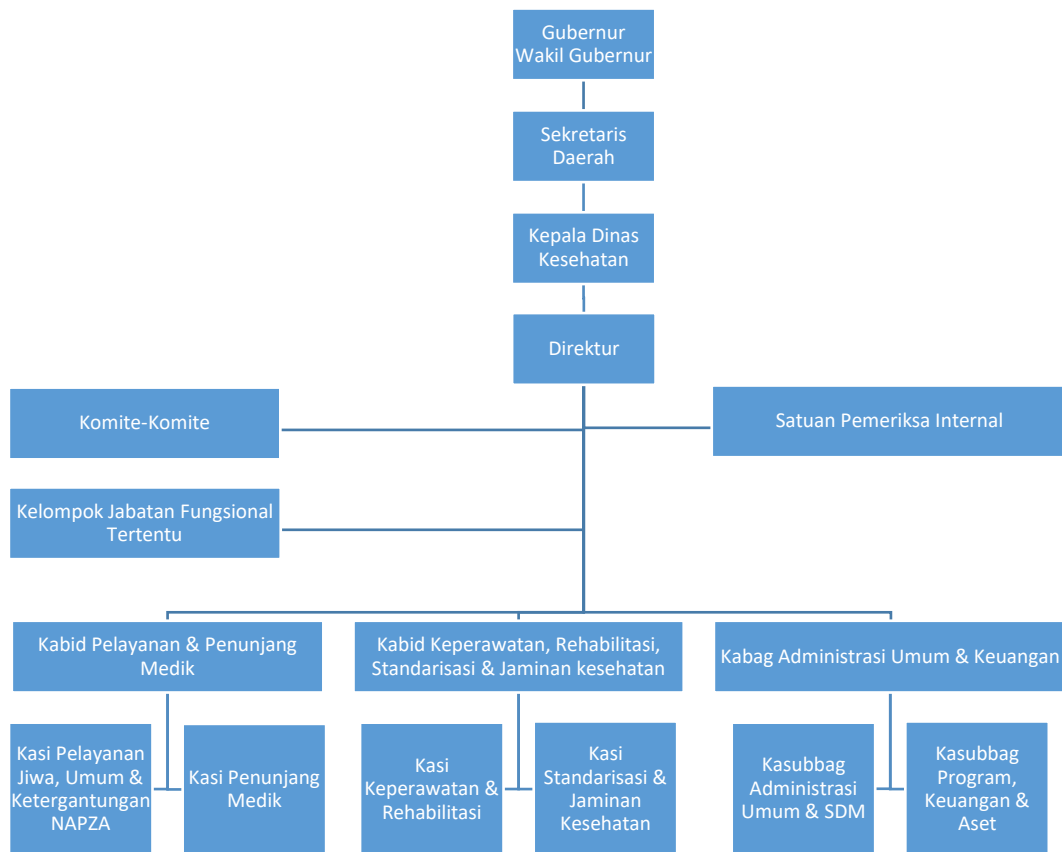 Gubernur
Wakil Gubernur
Sekretaris
Daerah
Kepala Dinas
Kesehatan
Direktur
Komite-Komite
Satuan Pemeriksa Internal
Kelompok Jabatan Fungsional
Tertentu
Kabid Pelayanan & Penunjang
Medik
Kabid Keperawatan, Rehabilitasi,
Standarisasi & Jaminan kesehatan
Kabag Administrasi Umum & Keuangan
Kasi Pelayanan
Jiwa, Umum &
Ketergantungan
NAPZA
Kasi Penunjang
Medik
Kasi
Keperawatan &
Rehabilitasi
Kasi
Standarisasi &
Jaminan
Kesehatan
Kasubbag
Administrasi
Umum & SDM
Kasubbag
Program,
Keuangan &
Aset